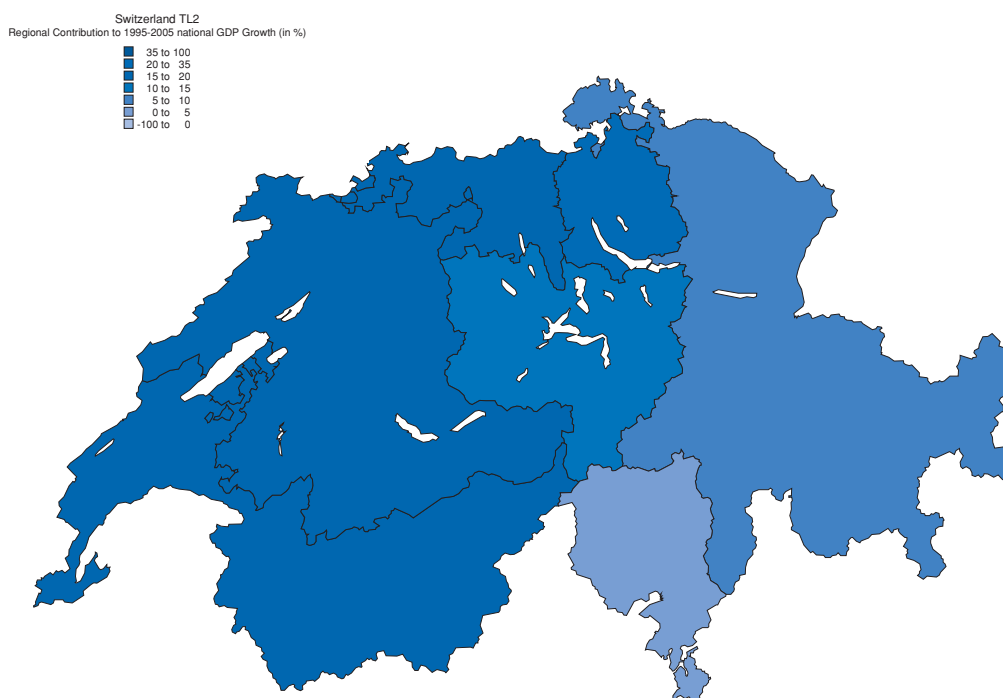 Switzerland TL2
Regional Contribution to 1995-2005 national GDP Growth (in %)
35 to 100
20 to 35
15 to 20
10 to 15
5 to 10
0 to 5
-100 to 0